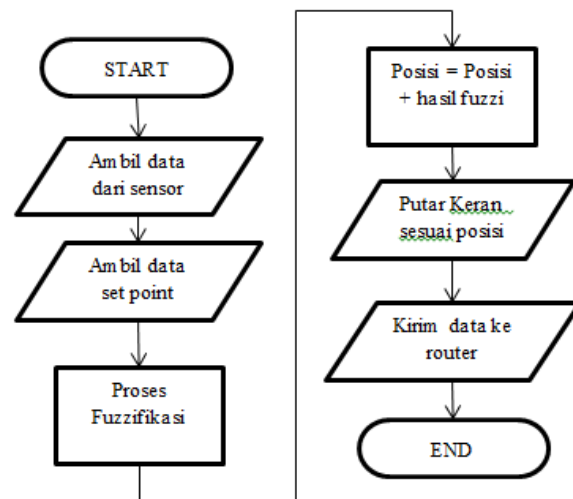 START
Ambil data
dari sensor
Ambil data
set point
Proses
Fuzzifikasi
Posisi = Posisi
+ hasil fuzzi
Putar Keran
sesuai posisi
Kirim data ke
router
END